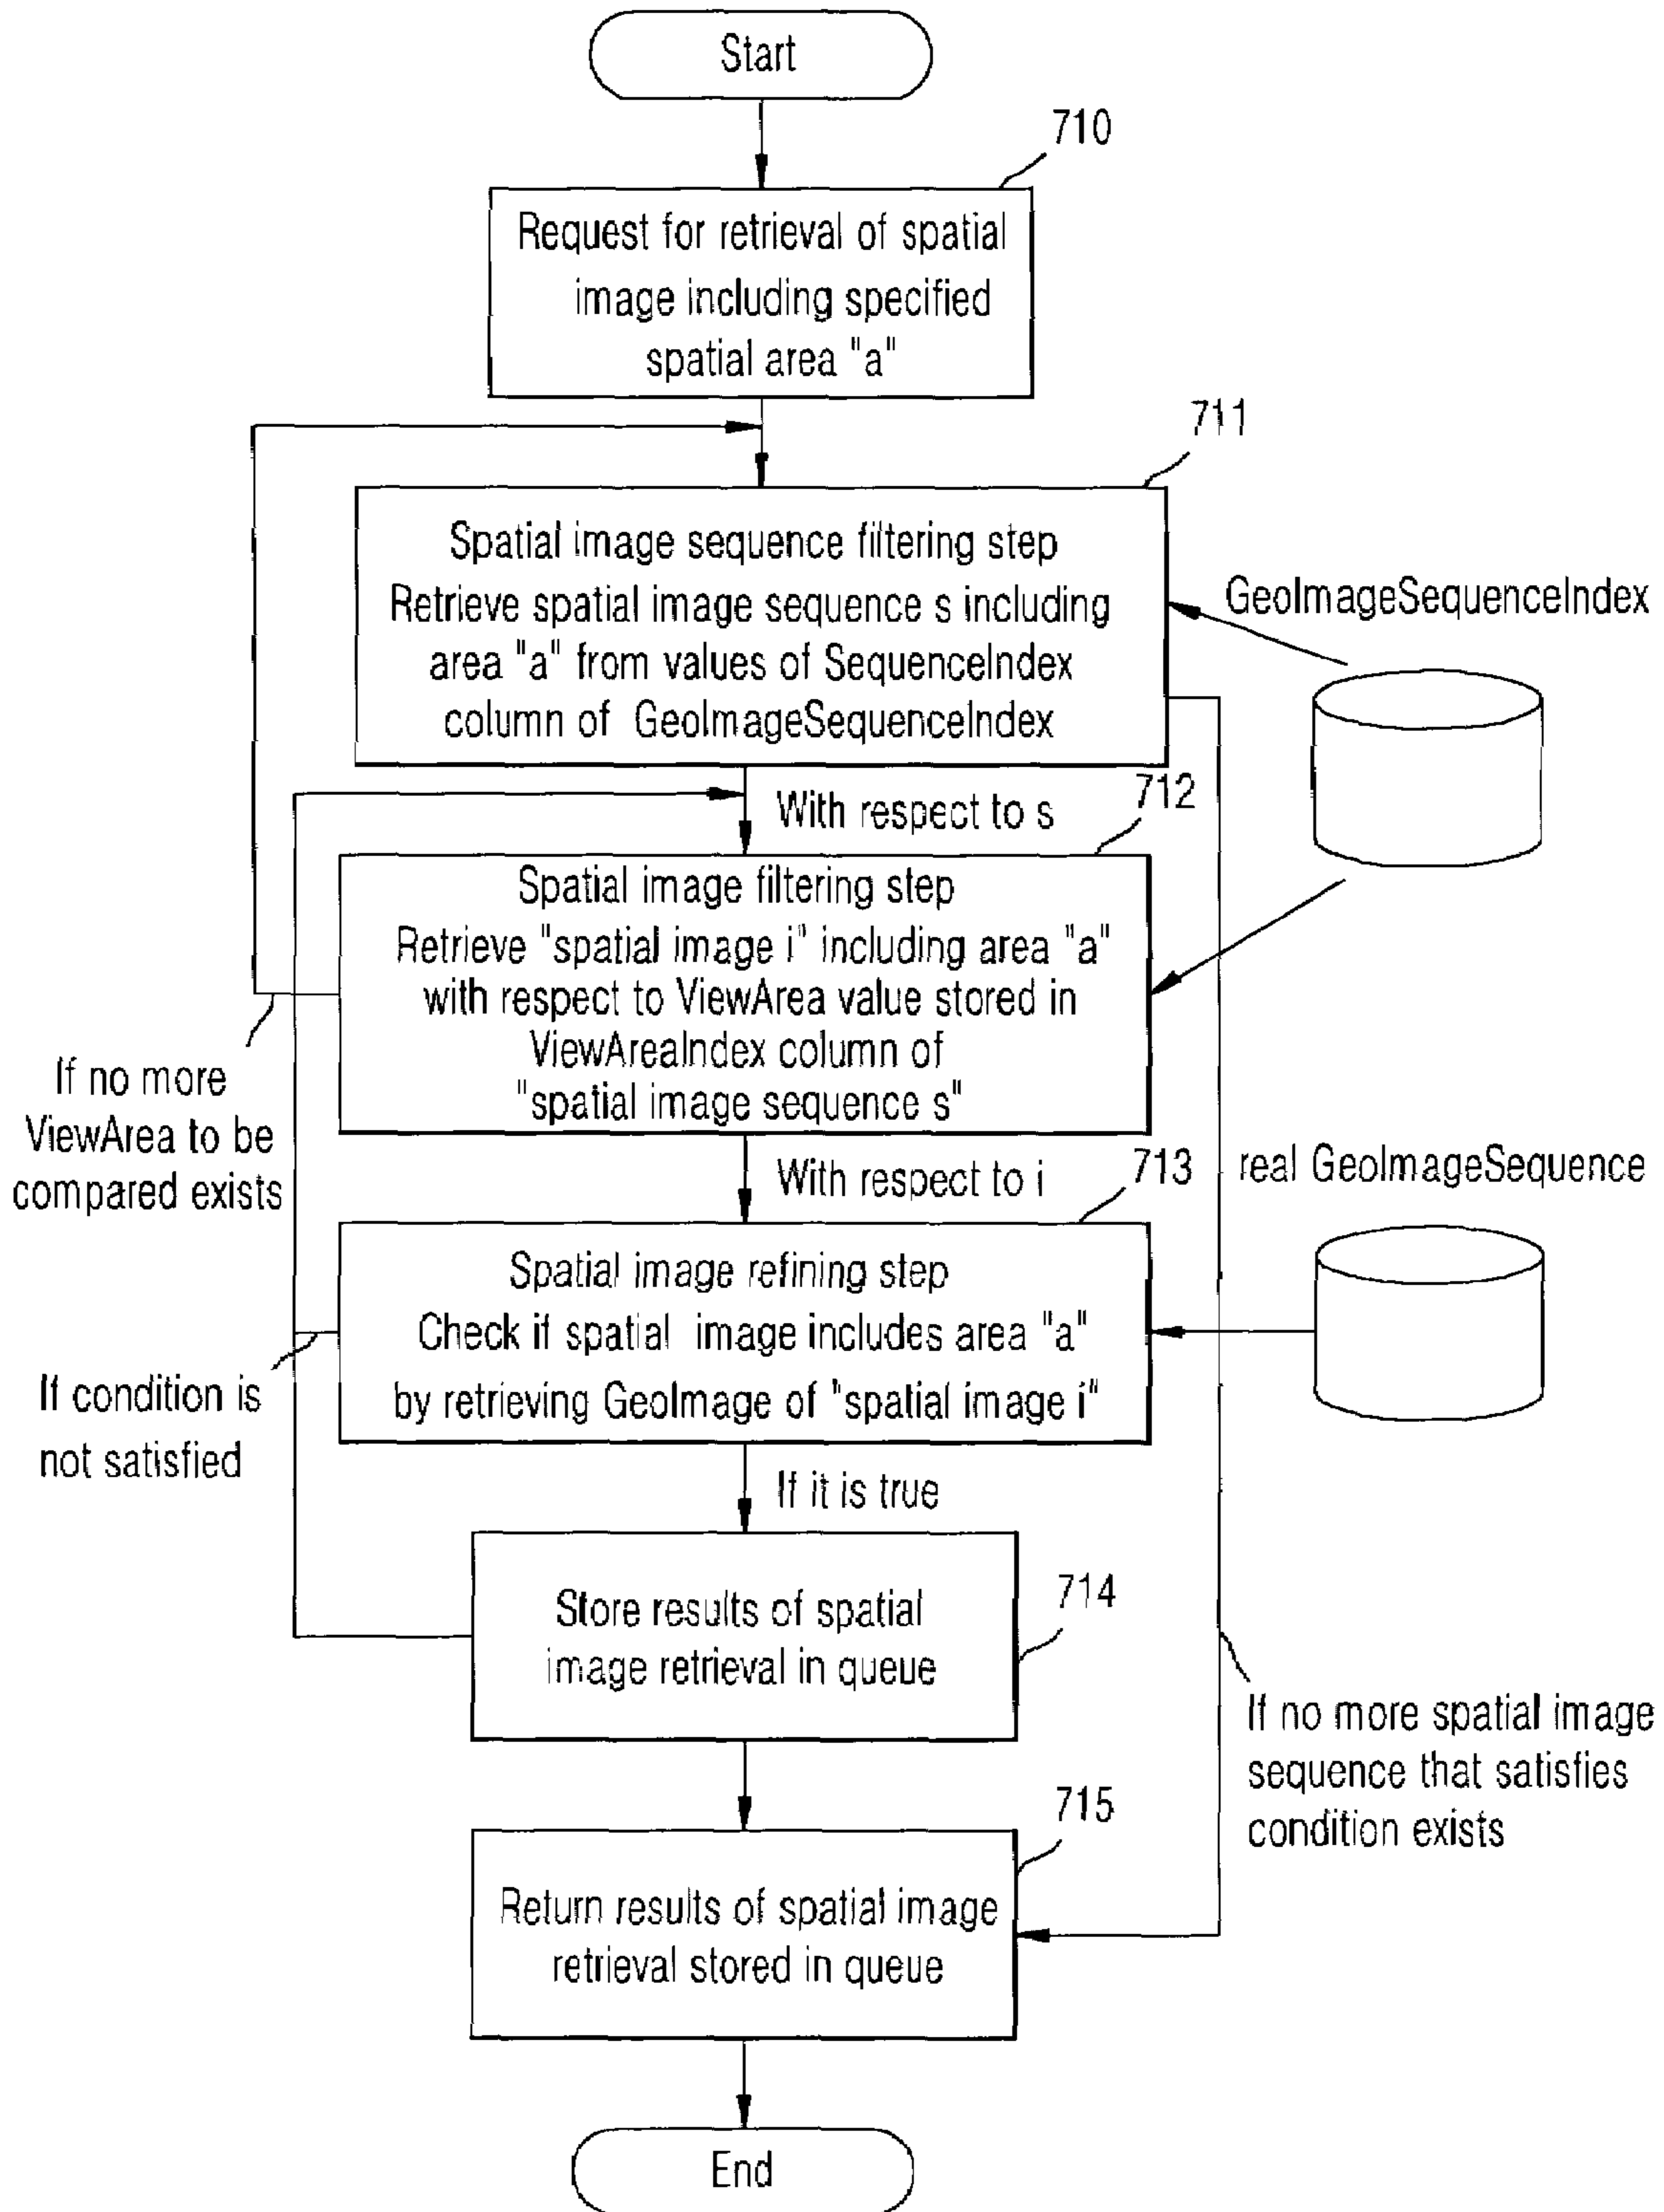 Start
710
Request for retrieval of spatial
image including specified
spatial area "a"
711
Spatial image sequence filtering step
Retrieve spatial image sequence s including
area "a" from values of SequenceIndex
column of GeoImageSequenceIndex
GeoImageSequenceIndex
With respect to s
712
Spatial image filtering step
Retrieve "spatial image i" including area "a"
with respect to ViewArea value stored in
ViewAreaIndex column of
"spatial image sequence s"
If no more
ViewArea to be
compared exists
With respect to i
713
real GeoImageSequence
Spatial image refining step
Check if spatial image includes area "a"
by retrieving GeoImage of "spatial image i"
If condition is
not satisfied
If it is true
Store results of spatial
image retrieval in queue
714
If no more spatial image
sequence that satisfies
condition exists
715
Return results of spatial image
retrieval stored in queue
End